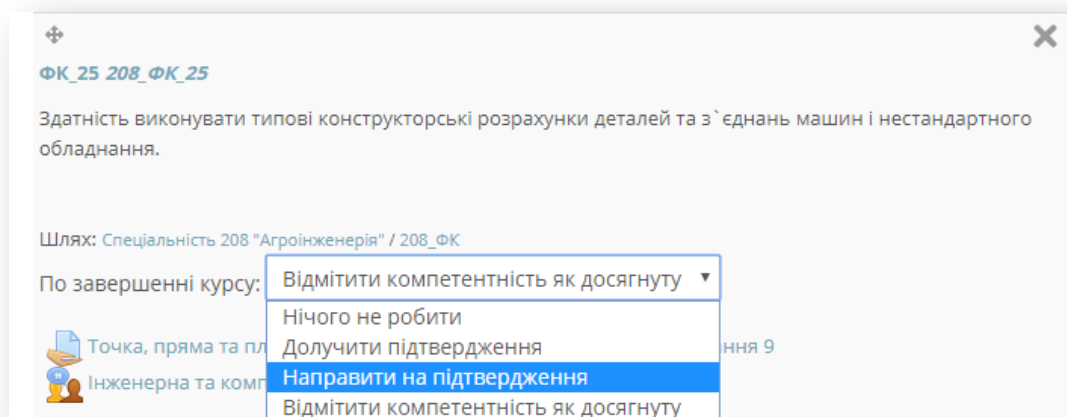 ФК_25 208_ФК_25
Здатність виконувати типові конструкторські розрахунки деталей та з`єднань машин і нестандартного
обладнання.
Шлях: Спеціальність 208 "Агроінженерія" / 208_ФК
По завершенні курсу: Відмітити компетентність як досягнуту
Нічого не робити
Точка, пряма та пл
Долучити підтвердження
ння 9
Направити на підтвердження
Інженерна та комп
Відмітити компетентність як досягнуту